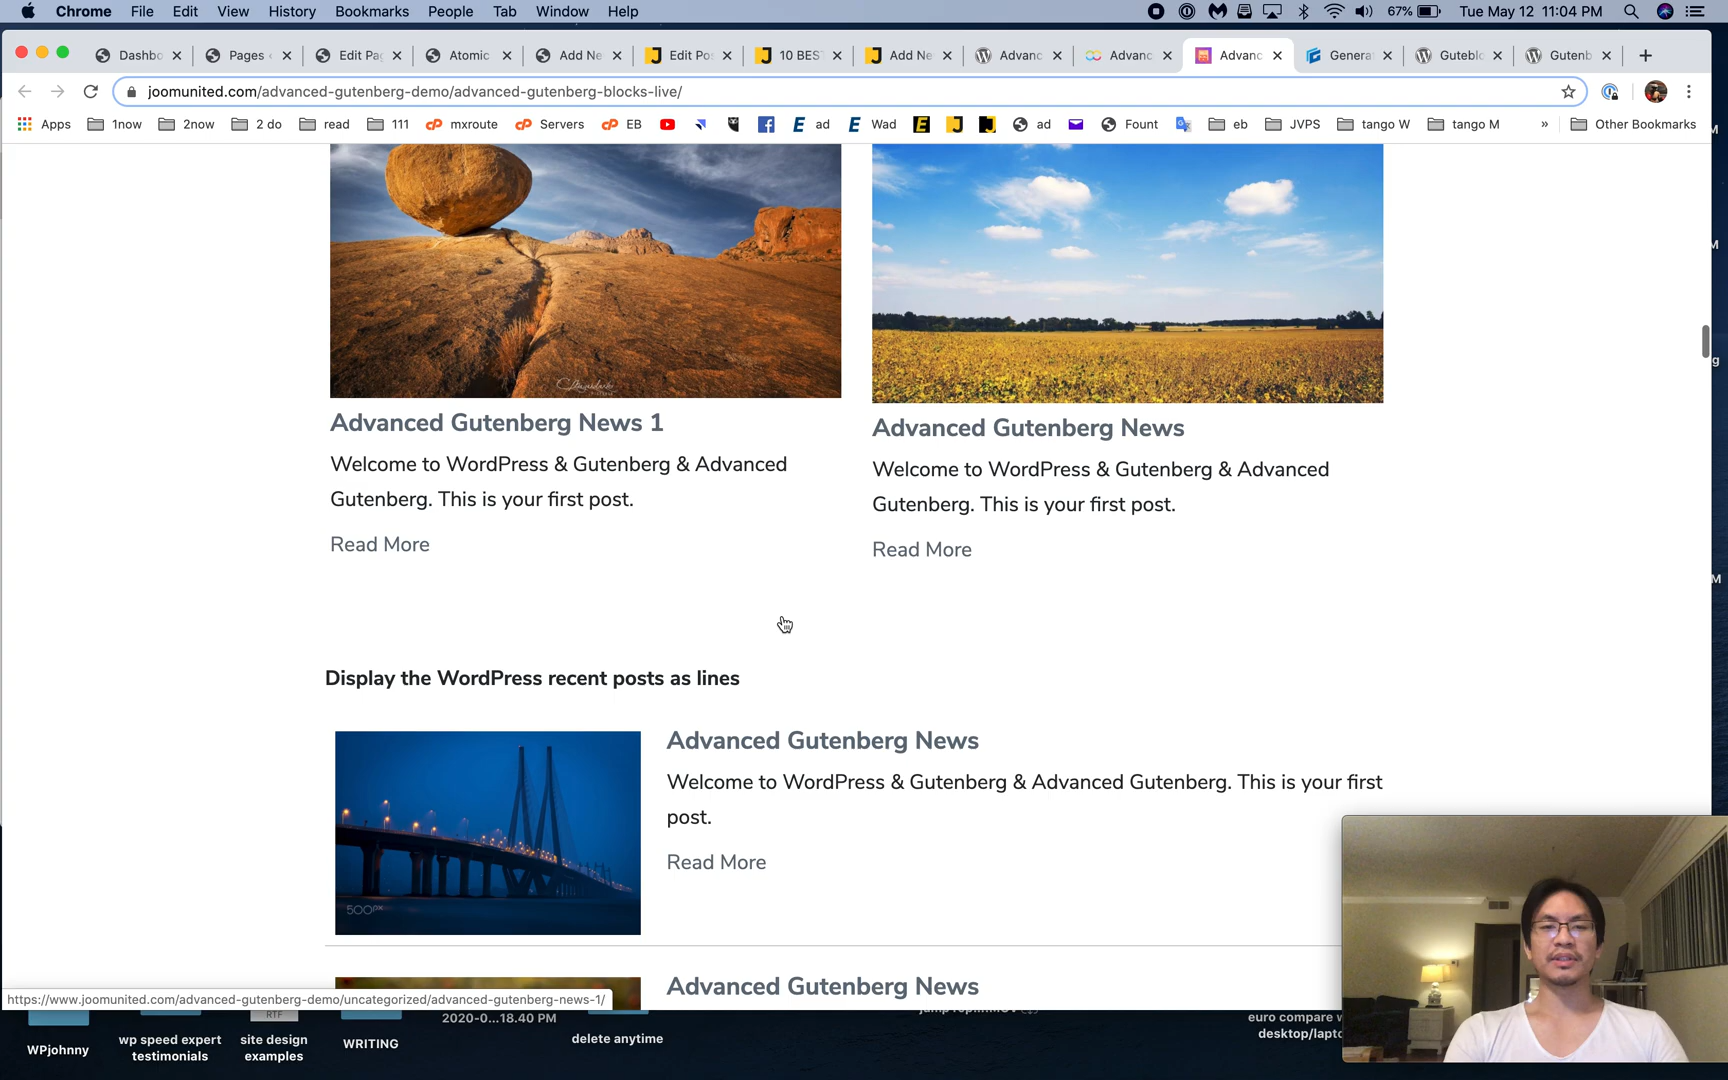 Chrome File Edit View History Bookmarks People Tab Window Help 67% Tue May 12 11:04 PM
Dashbo Pages Edit Pa Atomic Add Ne Edit Po 10 BES Add Ne Advanc Advanc Advanc Genera Gutebl Gutenb
joomunited.com/advanced-gutenberg-demo/advanced-gutenberg-blocks-live/
Apps 1now 2now 2 do read 111 mxroute Servers EB ad Wad ad Fount eb JVPS tango W tango M » Other Bookmarks
Advanced Gutenberg News 1
Welcome to WordPress & Gutenberg & Advanced
Gutenberg. This is your first post.
Read More
Advanced Gutenberg News
Welcome to WordPress & Gutenberg & Advanced
Gutenberg. This is your first post.
Read More
Display the WordPress recent posts as lines
500px
Advanced Gutenberg News
Welcome to WordPress & Gutenberg & Advanced Gutenberg. This is your first
post.
Read More
Advanced Gutenberg News
https://www.joomunited.com/advanced-gutenberg-demo/uncategorized/advanced-gutenberg-news-1/
WPjohnny
wp speed expert
testimonials
RTF
site design
examples
WRITING
2020-0...18.40 PM
delete anytime
euro compare
desktop/lapto